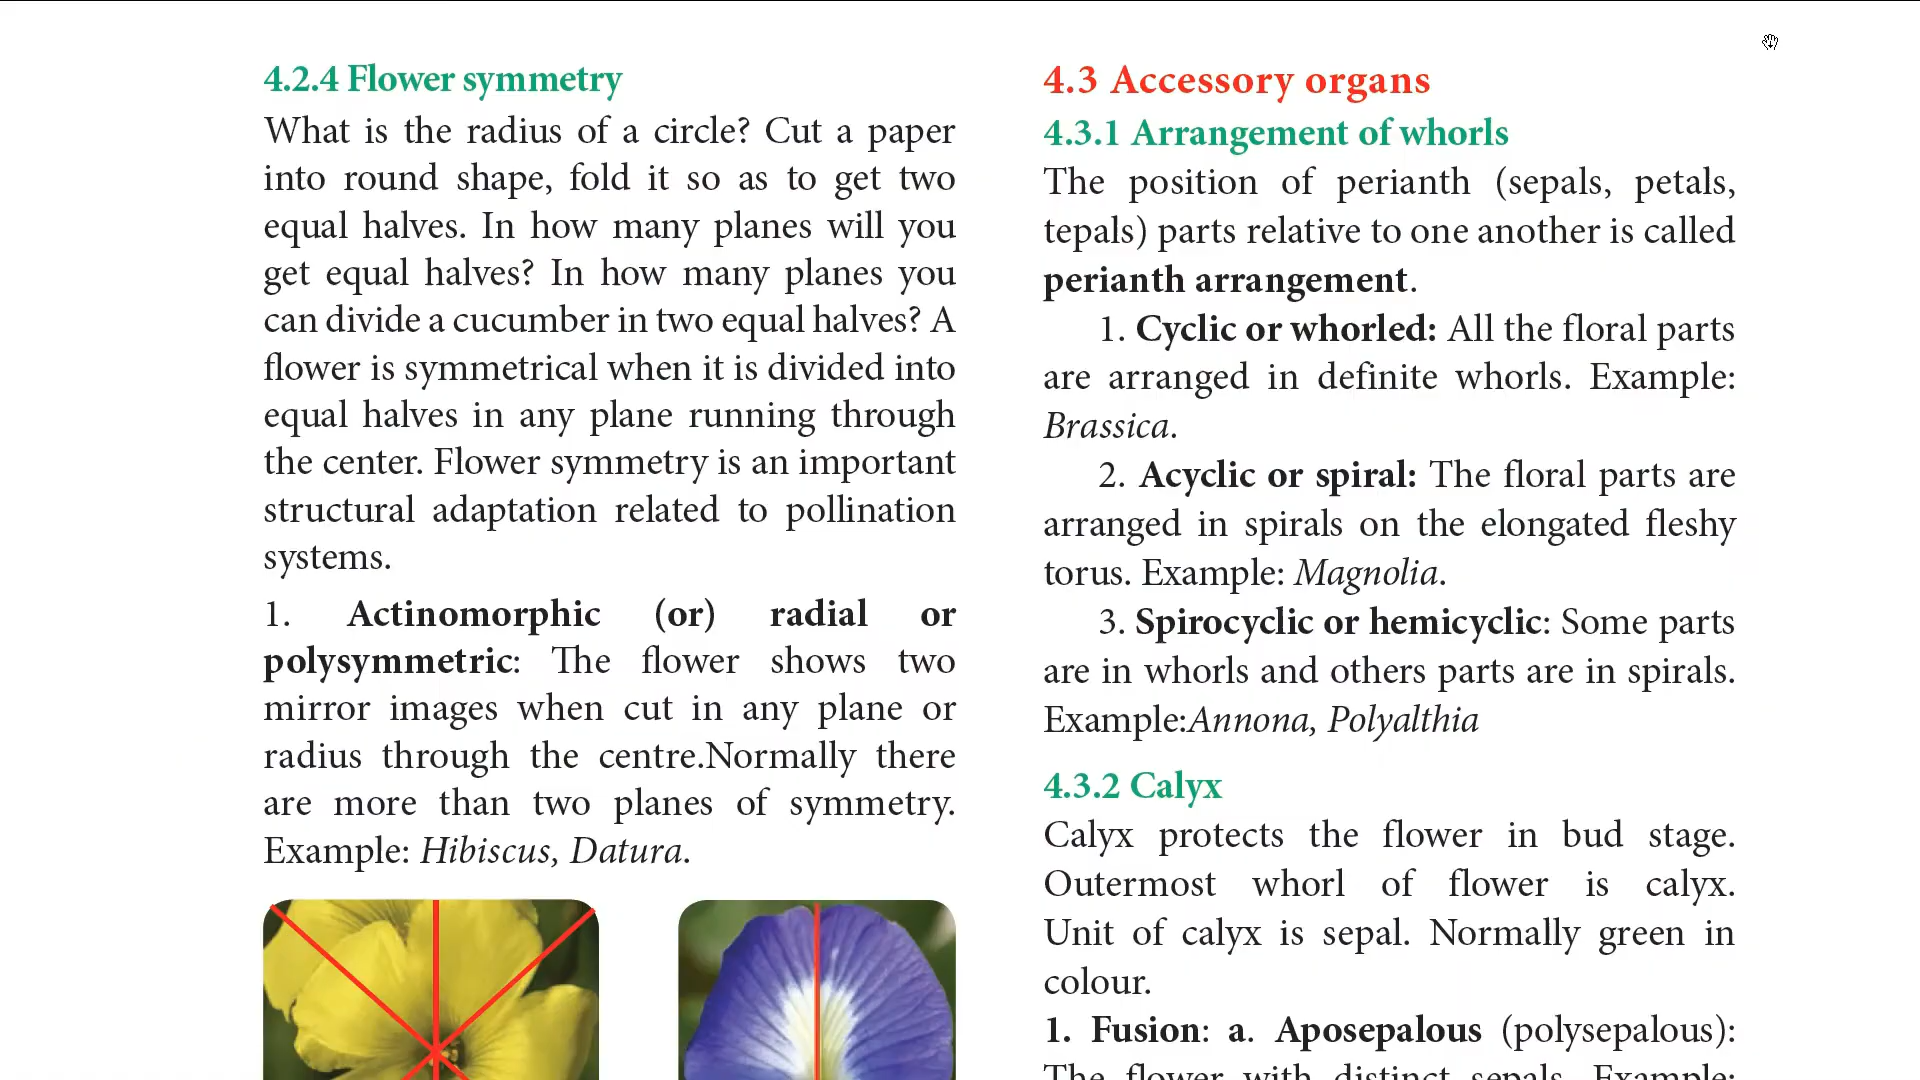 4.2.4 Flower symmetry
What is the radius of a circle? Cut a paper
into round shape, fold it so as to get two
equal halves. In how many planes will you
get equal halves? In how many planes you
can divide a cucumber in two equal halves? A
flower is symmetrical when it is divided into
equal halves in any plane running through
the center. Flower symmetry is an important
structural adaptation related to pollination
systems.
1. Actinomorphic (or) radial or
polysymmetric: The flower shows two
mirror images when cut in any plane or
radius through the centre.Normally there
are more than two planes of symmetry.
Example: Hibiscus, Datura.
4.3 Accessory organs
4.3.1 Arrangement of whorls
The position of perianth (sepals, petals,
tepals) parts relative to one another is called
perianth arrangement.
1. Cyclic or whorled: All the floral parts
are arranged in definite whorls. Example:
Brassica.
2. Acyclic or spiral: The floral parts are
arranged in spirals on the elongated fleshy
torus. Example: Magnolia.
3. Spirocyclic or hemicyclic: Some parts
are in whorls and others parts are in spirals.
Example:Annona, Polyalthia
4.3.2 Calyx
Calyx protects the flower in bud stage.
Outermost whorl of flower is calyx.
Unit of calyx is sepal. Normally green in
colour.
1. Fusion: a. Aposepalous (polysepalous):
The flower with distinct sepals. Example: